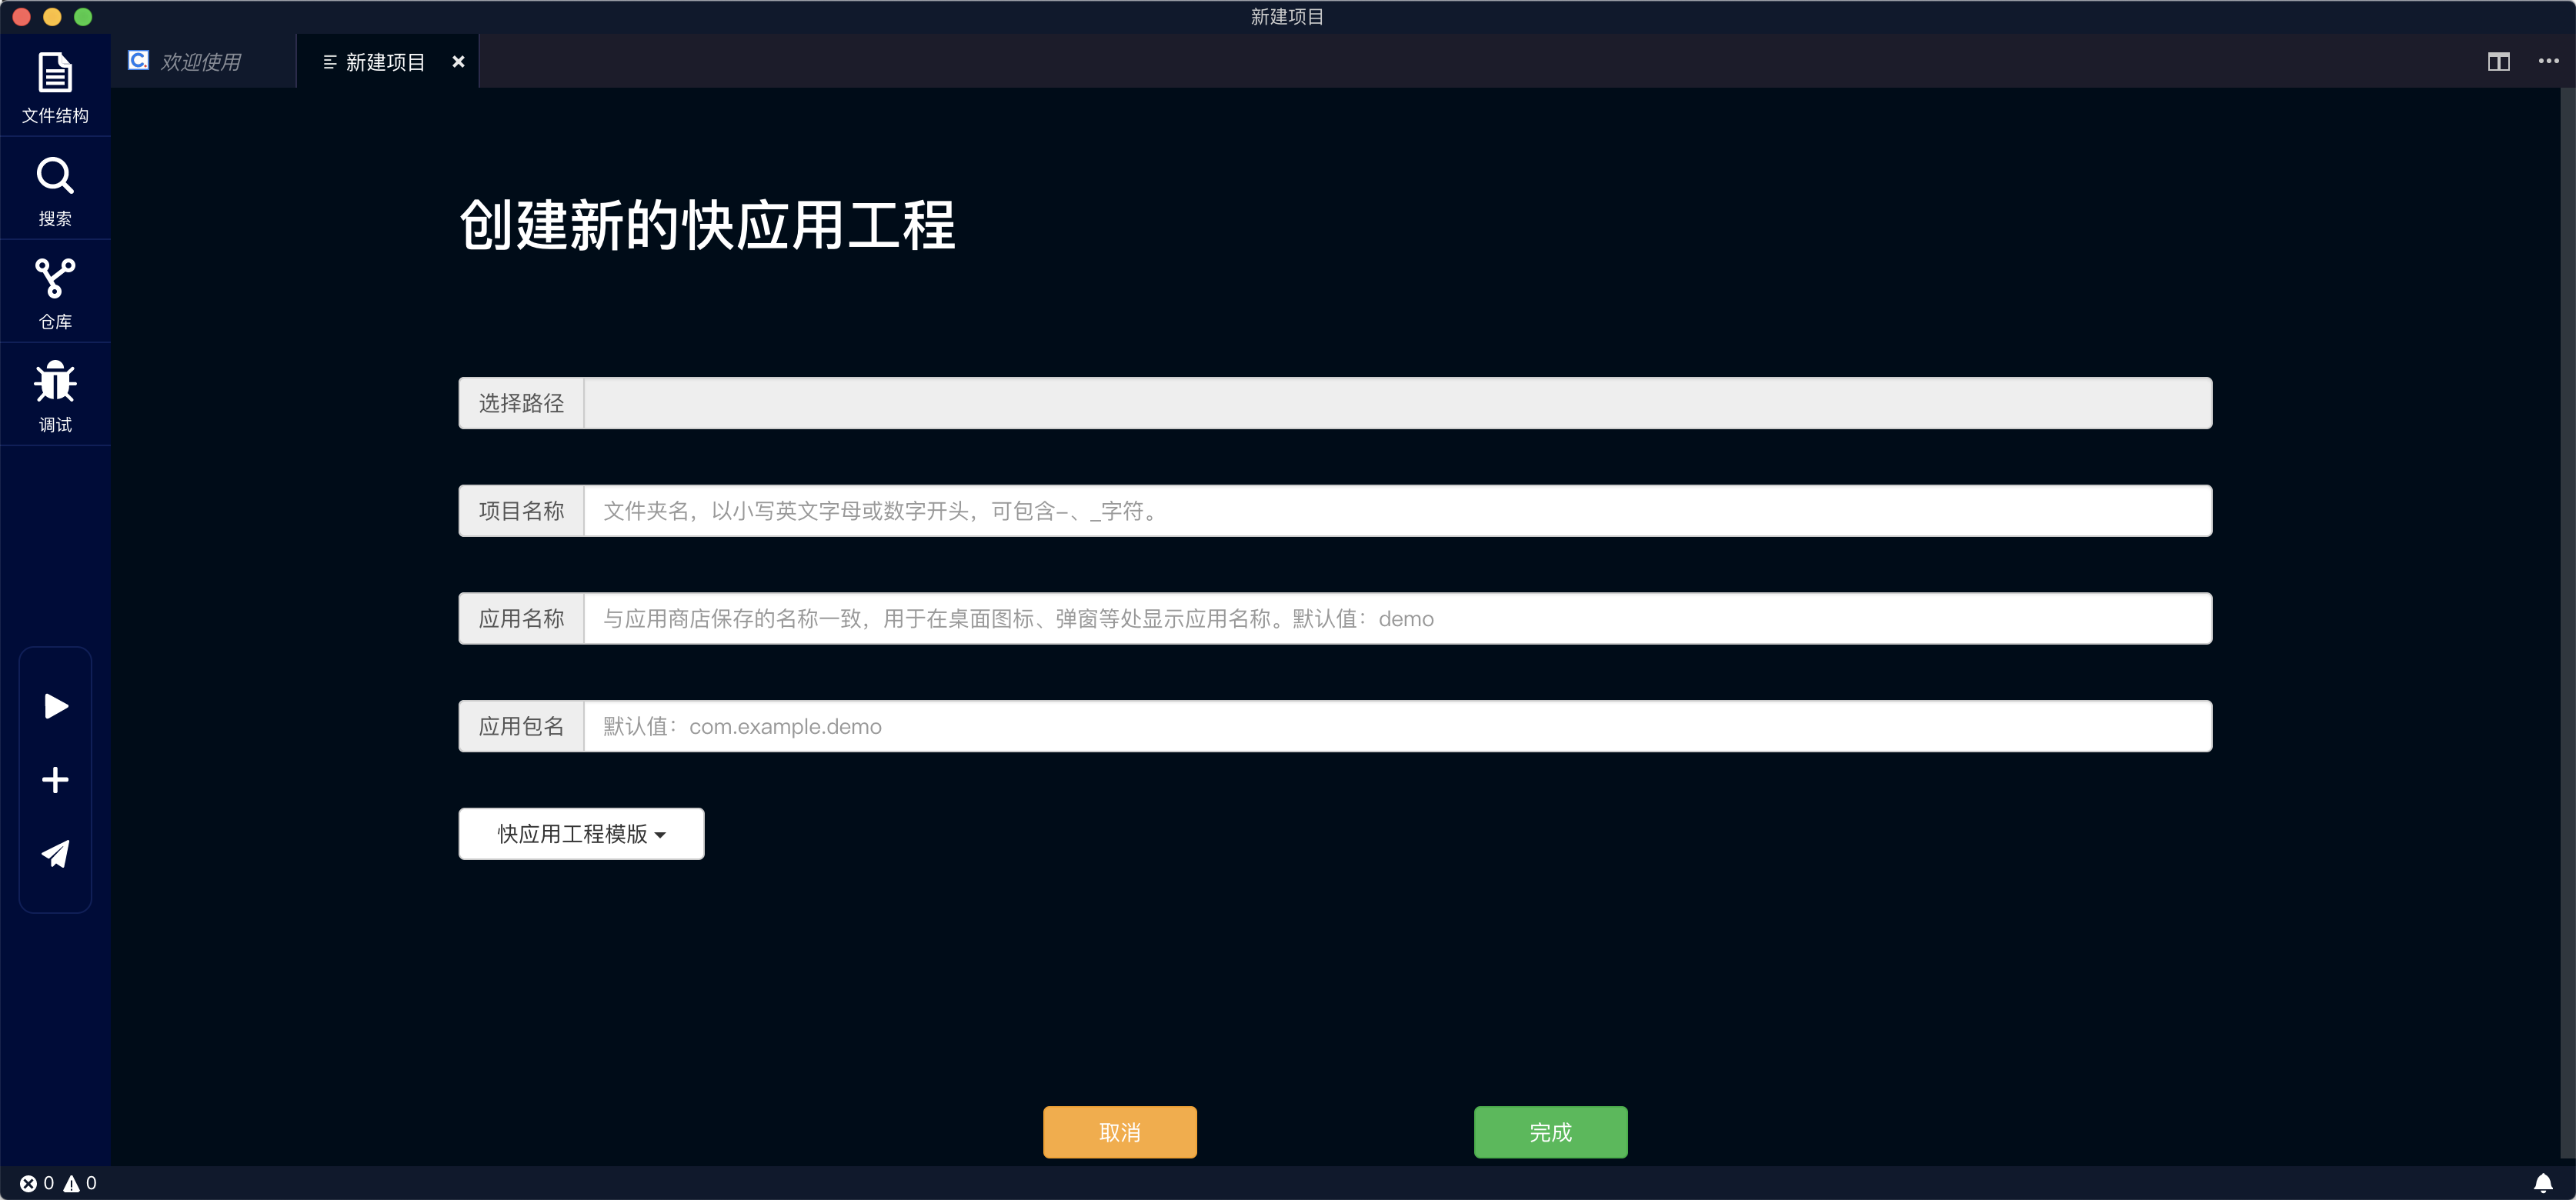 新建项目
欢迎使用
新建项目
文件结构
搜索
仓库
调试
创建新的快应用工程
选择路径
项目名称 文件夹名，以小写英文字母或数字开头，可包含-、_字符。
应用名称 与应用商店保存的名称一致，用于在桌面图标、弹窗等处显示应用名称。默认值：demo
应用包名 默认值：com.example.demo
快应用工程模版
取消 完成
0 0